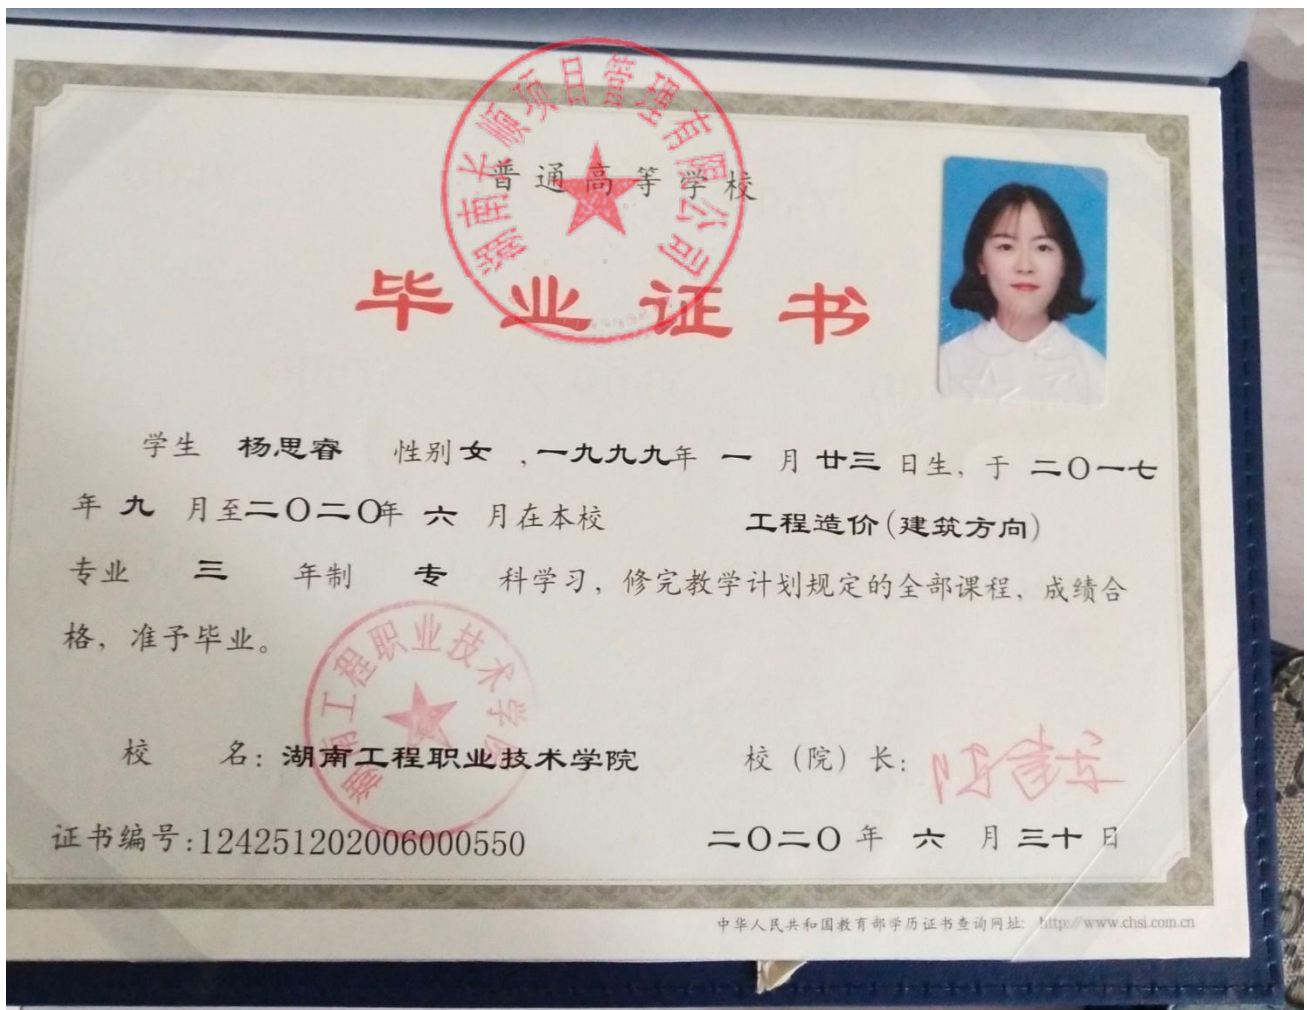 湖南长顺项目管理有限公司
普通高等学校
毕业证书
学生 杨思睿 性别女，一九九九年 一 月廿三日生，于 二〇一七
年 九 月至二〇二〇年 六 月在本校 工程造价(建筑方向)
专业 三 年制 专 科学习，修完教学计划规定的全部课程，成绩合
格，准予毕业。
湖南工程职业技术学院
校 名：湖南工程职业技术学院 校（院）长：
证书编号:124251202006000550 二〇二〇年 六 月三十日
中华人民共和国教育部学历证书查询网址: http://www.chsi.com.cn